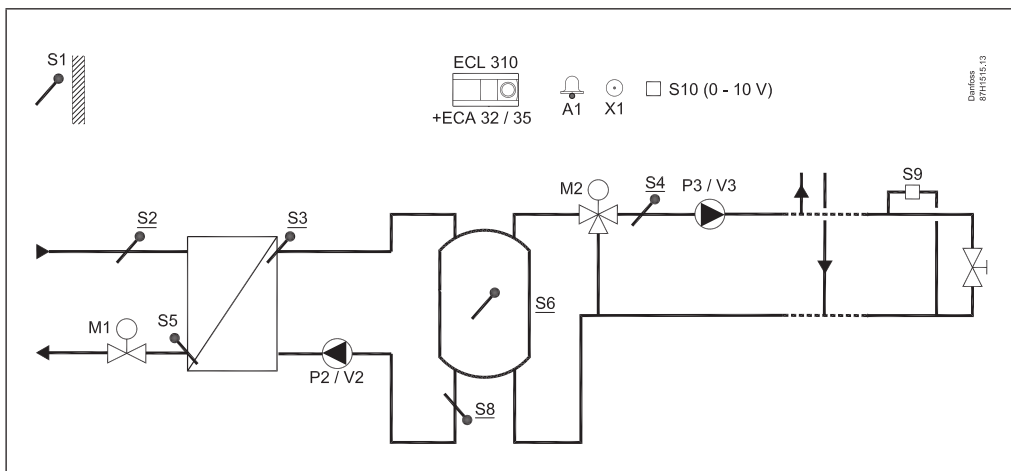 S1
ECL 310
+ECA 32 / 35
A1
X1
S10 (0 - 10 V)
Danfoss
87H1515.13
S2
S3
M2
S4
P3 / V3
S9
M1
S5
S6
P2 / V2
S8